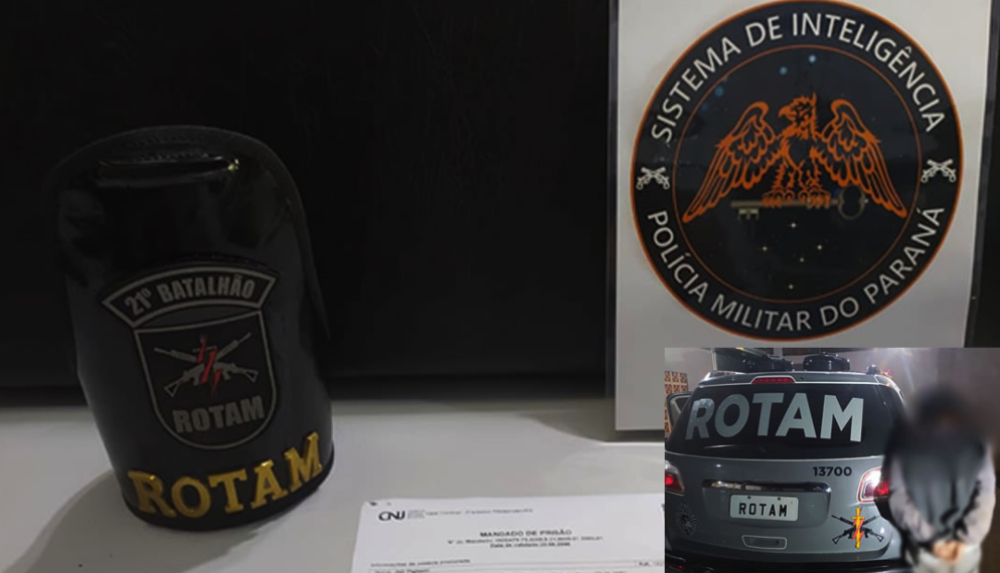 21º BATALHÃO
ROTAM
ROTAM
SISTEMA DE INTELIGÊNCIA
POLÍCIA MILITAR DO PARANÁ
CNJ
MANDADO DE PRISÃO
ROTAM
13700
ROTAM